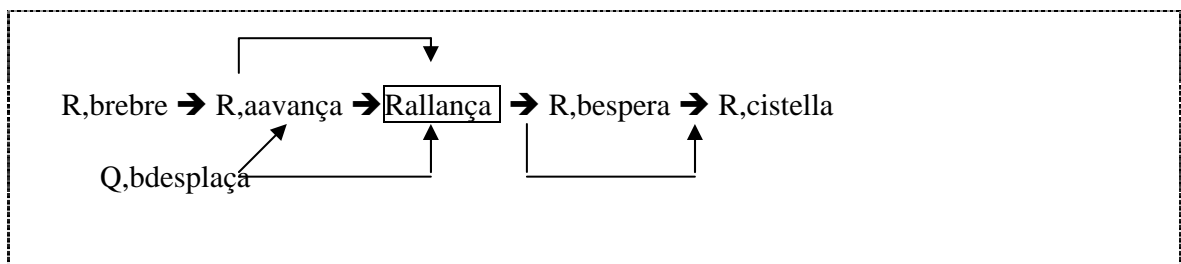 R,brebre ➔ R,aavança ➔ Rallança ➔ R,bespera ➔ R,cistella
Q,bdesplaça